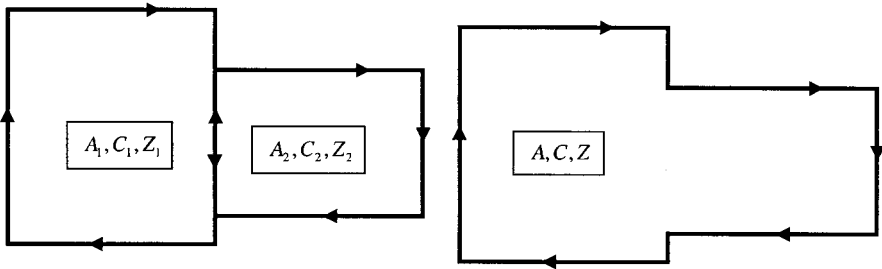 A₁, C₁, Z₁
A₂, C₂, Z₂
A, C, Z